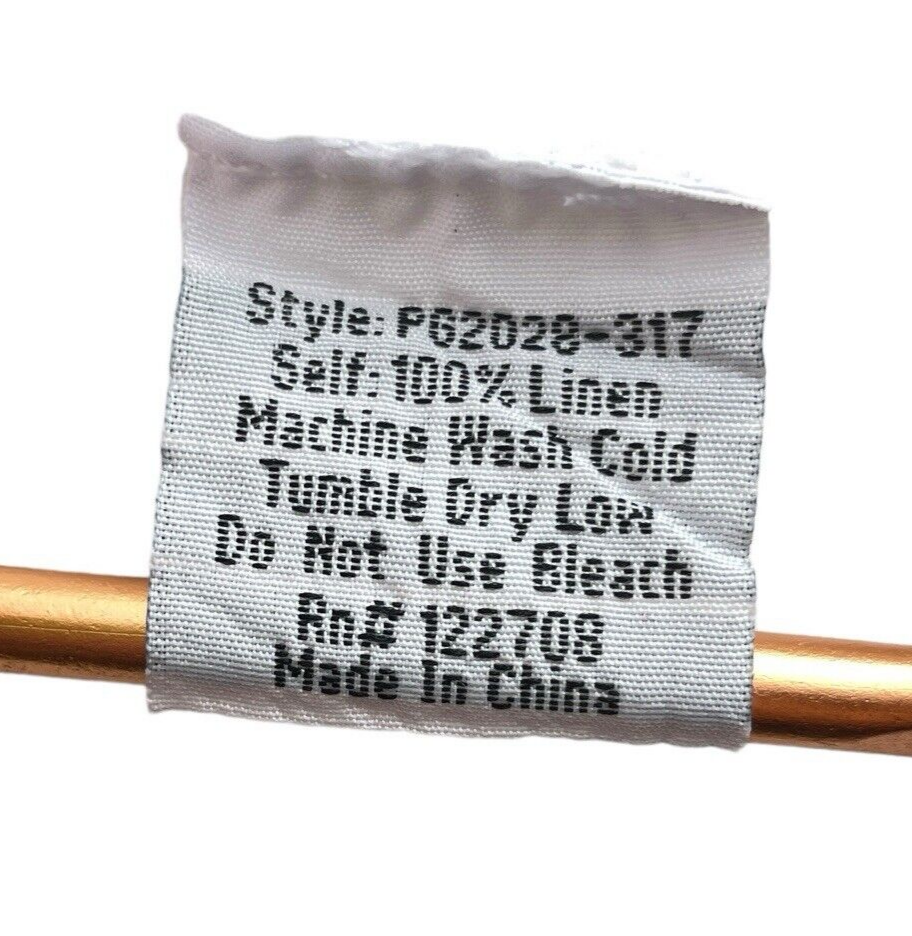 Style: PG2028-317
Self: 100% Linen
Machine Wash Cold
Tumble Dry Low
Do Not Use Bleach
Rn# 122708
Made In China